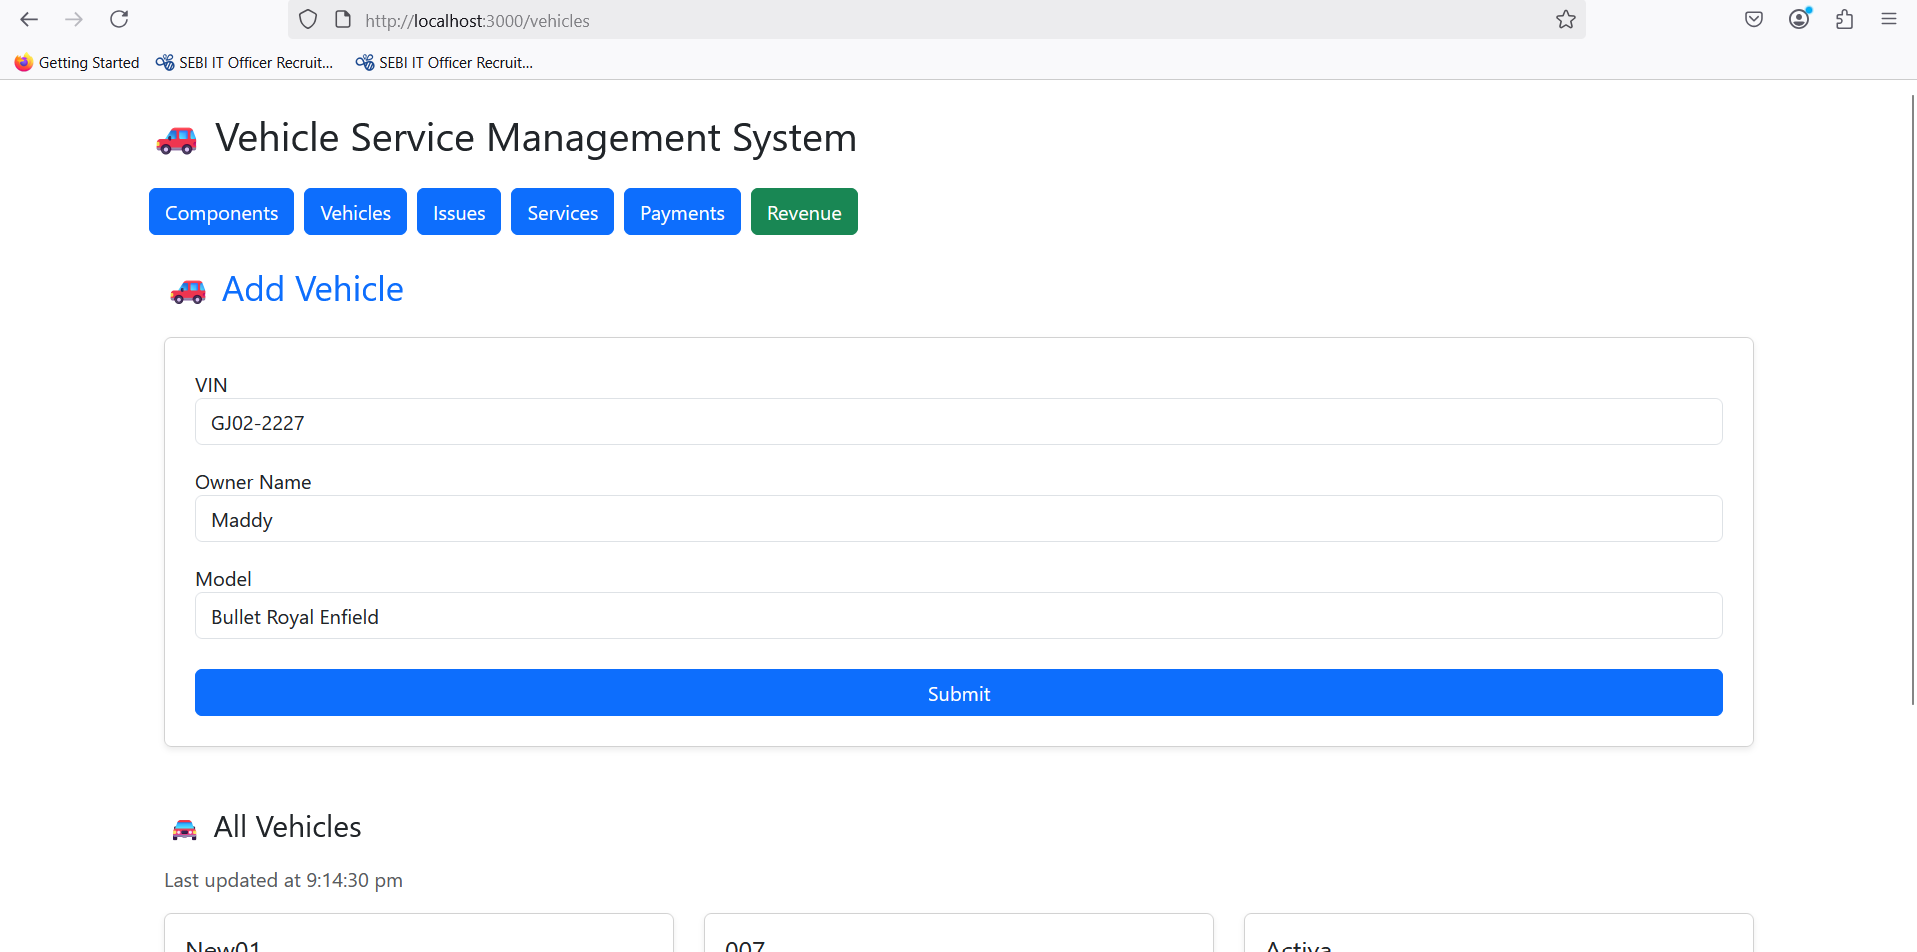 http://localhost:3000/vehicles
Getting Started SEBI IT Officer Recruit... SEBI IT Officer Recruit...
Vehicle Service Management System
Components Vehicles Issues Services Payments Revenue
Add Vehicle
VIN
GJ02-2227
Owner Name
Maddy
Model
Bullet Royal Enfield
Submit
All Vehicles
Last updated at 9:14:30 pm
New01 007 Activa